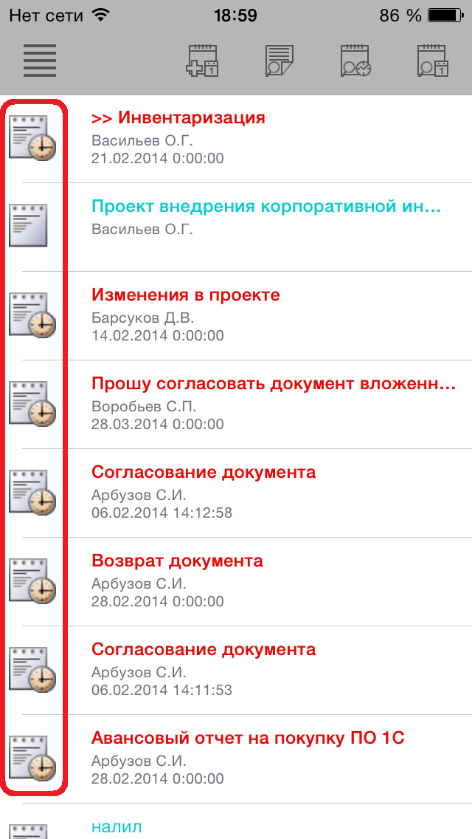 Нет сети 18:59 86 %
>> Инвентаризация
Васильев О.Г.
21.02.2014 0:00:00
Проект внедрения корпоративной ин...
Васильев О.Г.
Изменения в проекте
Барсуков Д.В.
14.02.2014 0:00:00
Прошу согласовать документ вложенн...
Воробьев С.П.
28.03.2014 0:00:00
Согласование документа
Арбузов С.И.
06.02.2014 14:12:58
Возврат документа
Арбузов С.И.
28.02.2014 0:00:00
Согласование документа
Арбузов С.И.
06.02.2014 14:11:53
Авансовый отчет на покупку ПО 1С
Арбузов С.И.
28.02.2014 0:00:00
налил